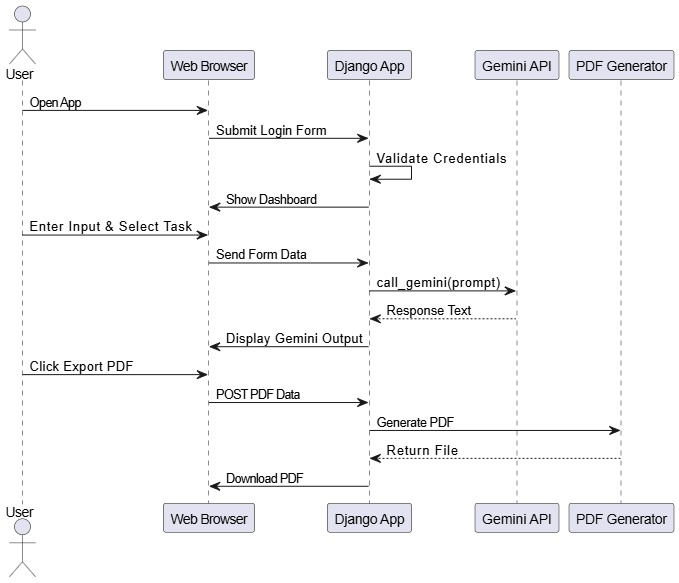 User
Web Browser
Django App
Gemini API
PDF Generator
Open App
Submit Login Form
Validate Credentials
Show Dashboard
Enter Input & Select Task
Send Form Data
call_gemini(prompt)
Response Text
Display Gemini Output
Click Export PDF
POST PDF Data
Generate PDF
Return File
Download PDF
User
Web Browser
Django App
Gemini API
PDF Generator